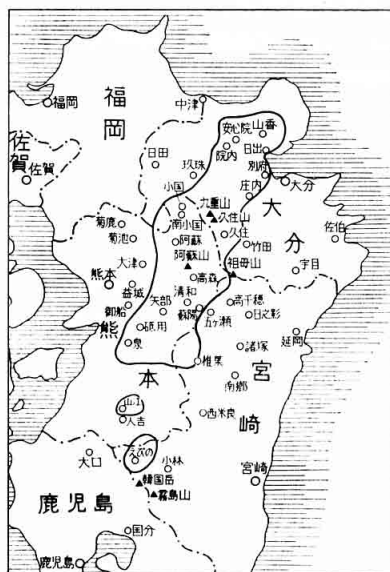 福岡
福岡
中津
佐賀
佐賀
日田
玖珠
安心院
山香
院内
日出
別府
大分
大分
庄内
小国
南小国
九重山
久住山
久住
竹田
佐伯
宇目
祖母山
菊鹿
菊池
阿蘇
阿蘇山
大津
高森
熊本
益城
矢部
清和
蘇陽
高千穂
五ヶ瀬
日之影
延岡
御船
砥用
泉
熊本
椎葉
諸塚
南郷
宮崎
山江
人吉
西米良
大口
えびの
小林
韓国岳
霧島山
宮崎
鹿児島
国分
鹿児島